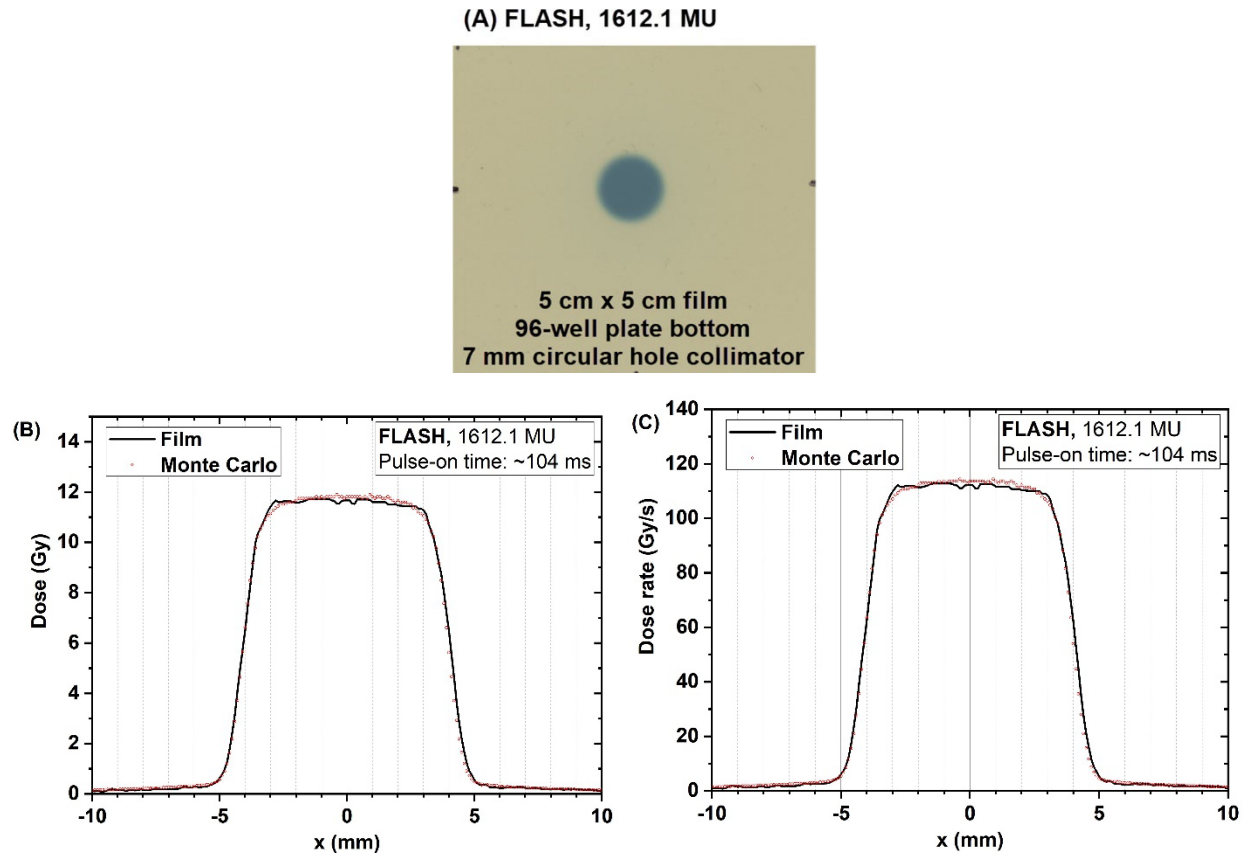 (A) FLASH, 1612.1 MU
5 cm x 5 cm film
96-well plate bottom
7 mm circular hole collimator
(B)
Film
Monte Carlo
FLASH, 1612.1 MU
Pulse-on time: ~104 ms
Dose (Gy)
14
12
10
8
6
4
2
0
-10
-5
0
5
10
x (mm)
(C)
Film
Monte Carlo
FLASH, 1612.1 MU
Pulse-on time: ~104 ms
Dose rate (Gy/s)
140
120
100
80
60
40
20
0
-10
-5
0
5
10
x (mm)